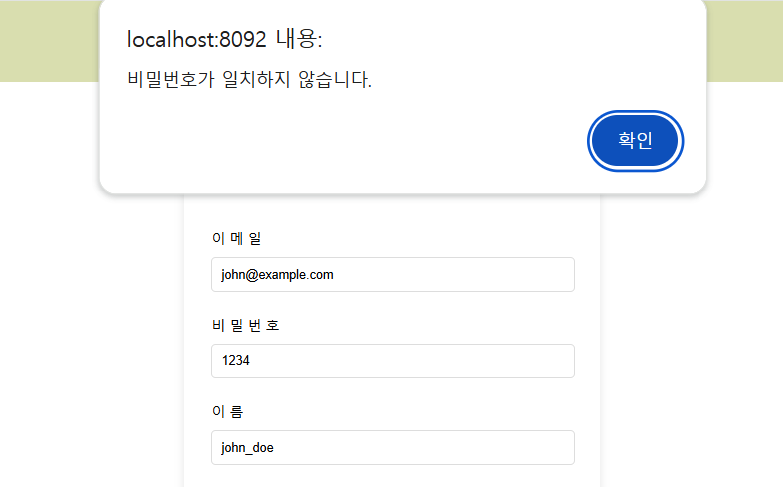 localhost:8092 내용:
비밀번호가 일치하지 않습니다.
확인
이 메 일
john@example.com
비 밀 번 호
1234
이 름
john_doe